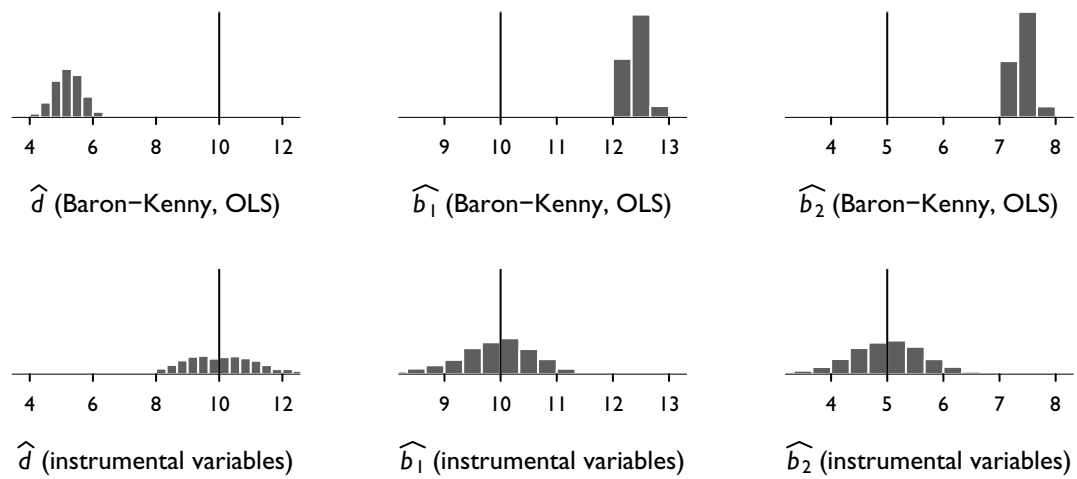 4 6 8 10 12
9 10 11 12 13
4 5 6 7 8
d̂ (Baron−Kenny, OLS)
b̂₁ (Baron−Kenny, OLS)
b̂₂ (Baron−Kenny, OLS)
4 6 8 10 12
9 10 11 12 13
4 5 6 7 8
d̂ (instrumental variables)
b̂₁ (instrumental variables)
b̂₂ (instrumental variables)